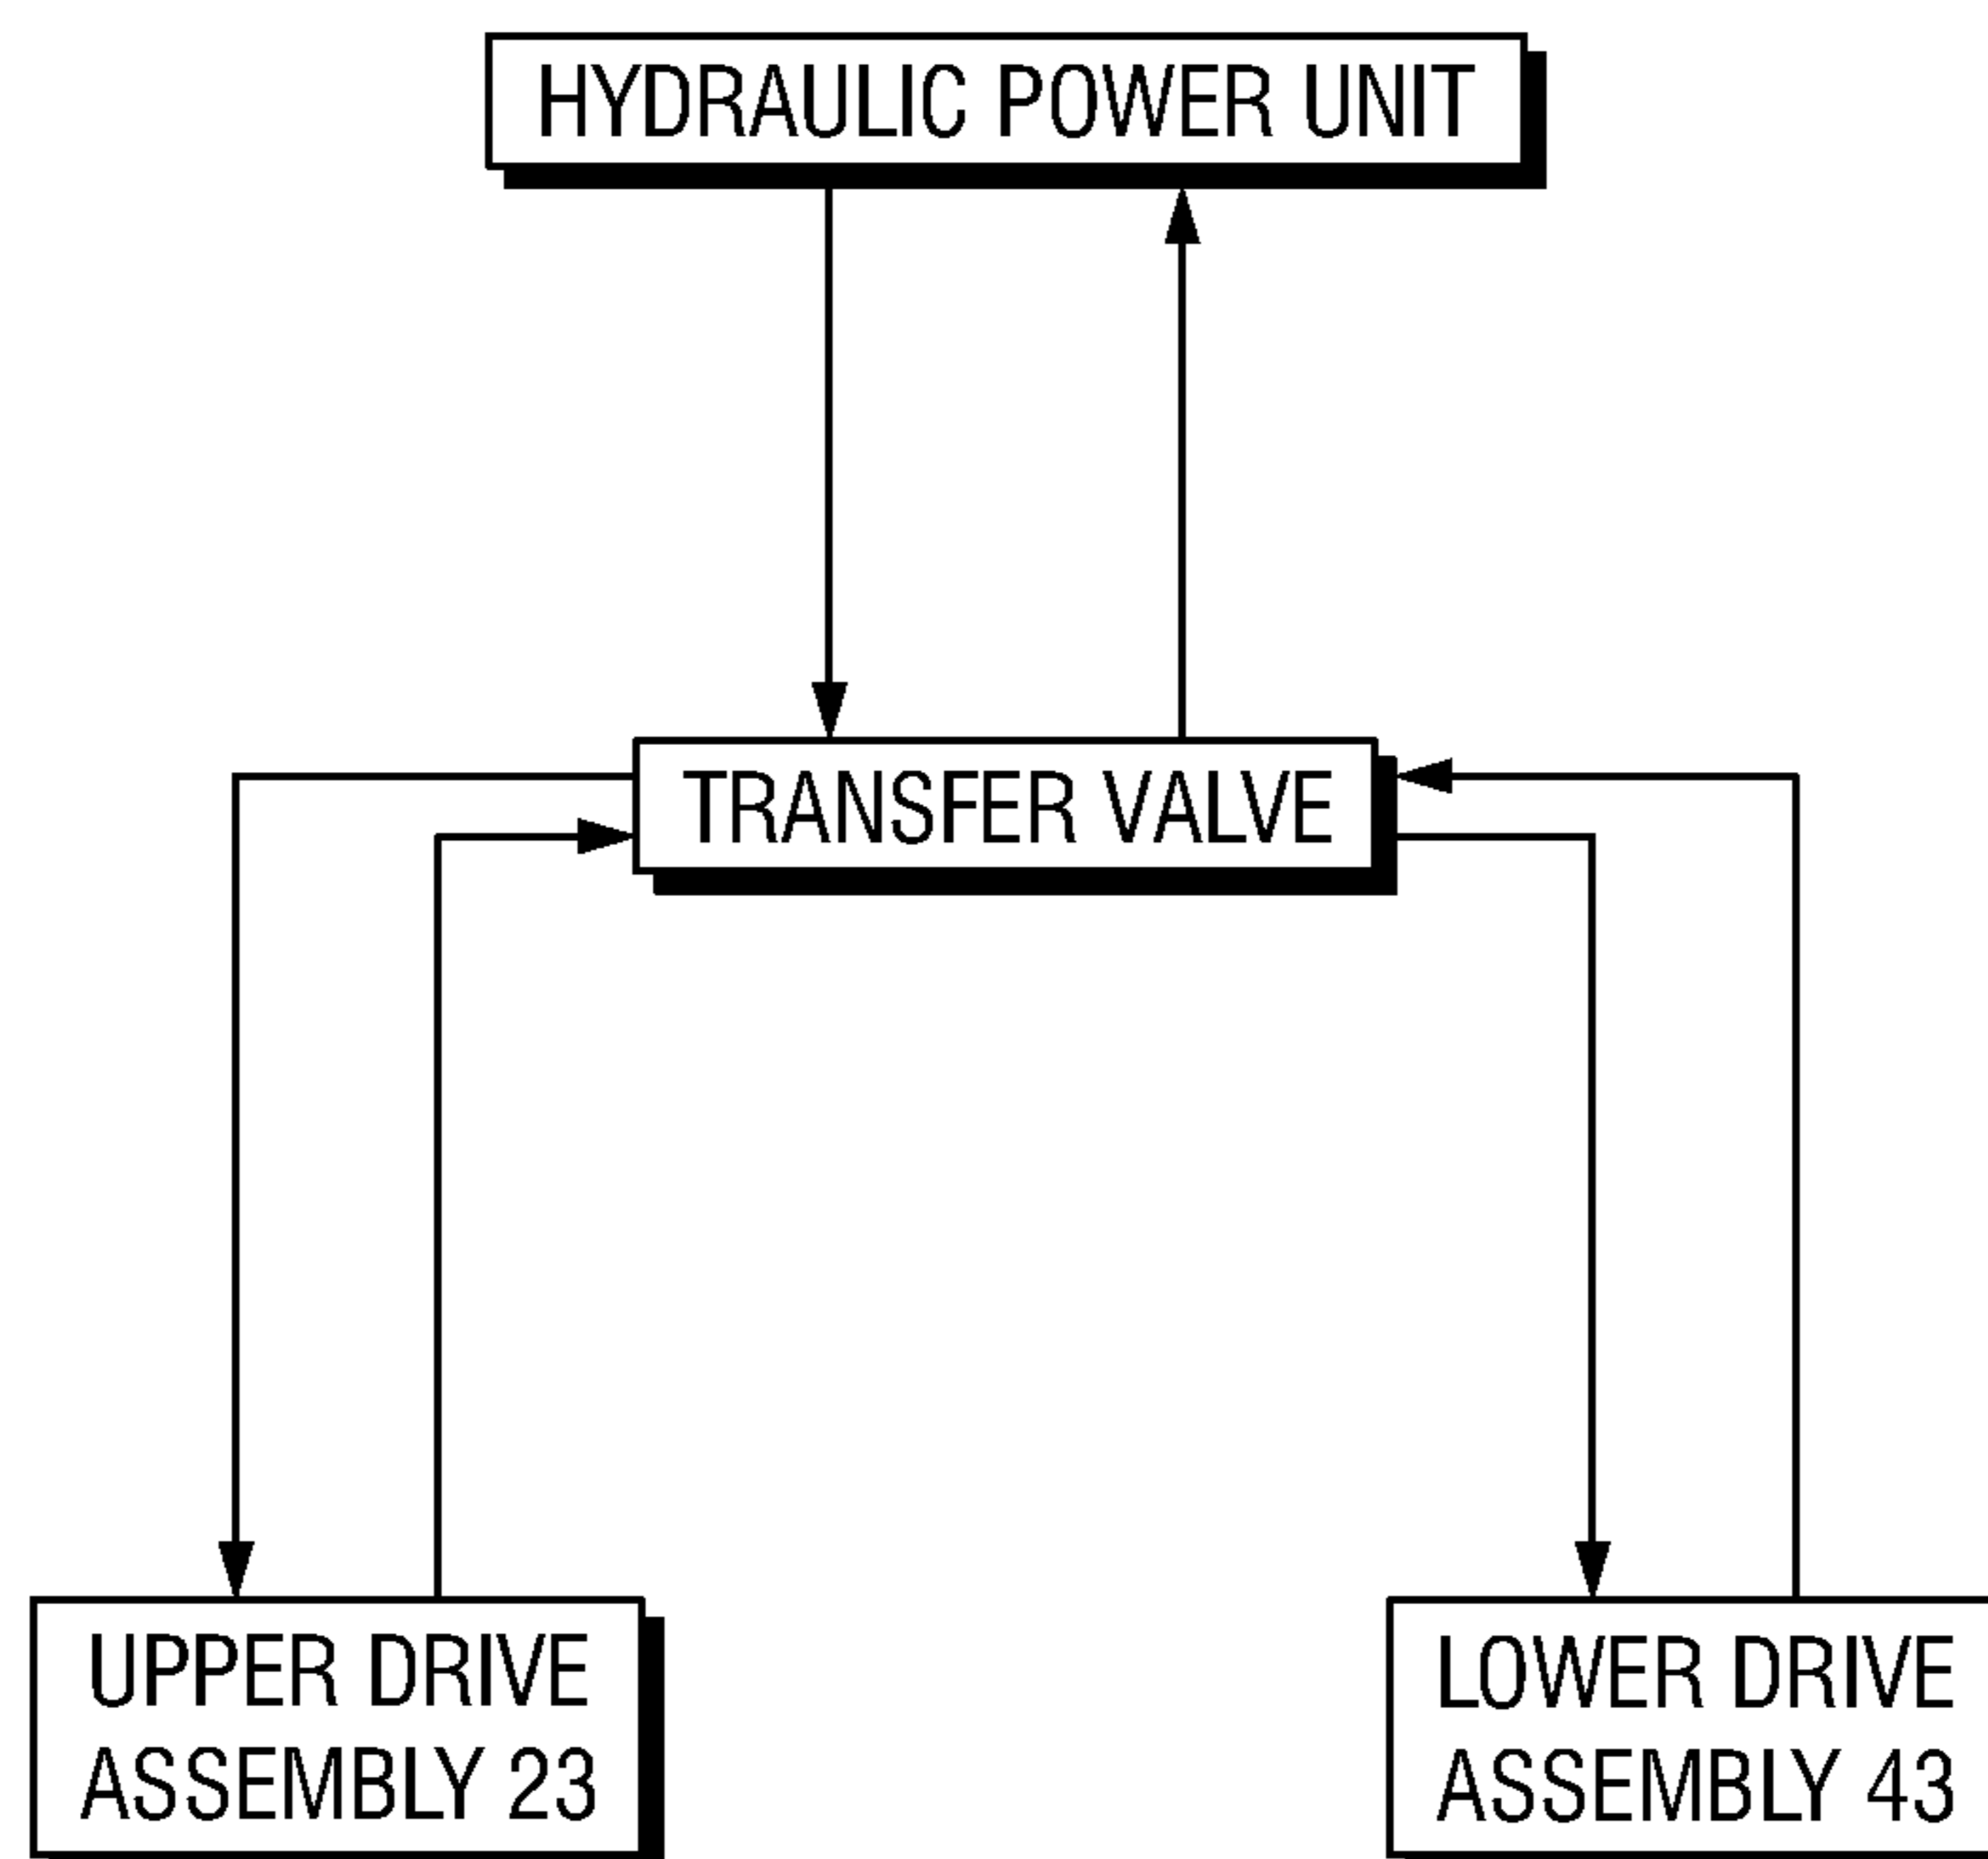 HYDRAULIC POWER UNIT
TRANSFER VALVE
UPPER DRIVE
ASSEMBLY 23
LOWER DRIVE
ASSEMBLY 43